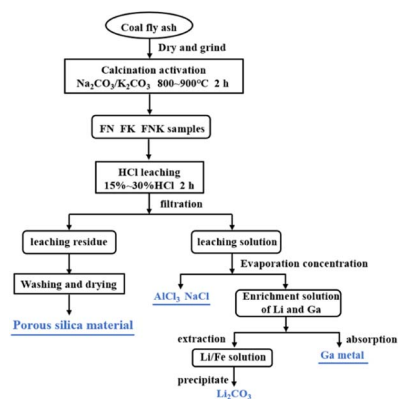 Coal fly ash
Dry and grind
Calcination activation
Na₂CO₃/K₂CO₃ 800~900℃ 2 h
FN FK FNK samples
HCl leaching
15%~30%HCl 2 h
filtration
leaching residue
leaching solution
Evaporation concentration
Washing and drying
AlCl₃ NaCl
Enrichment solution
of Li and Ga
Porous silica material
extraction
absorption
Li/Fe solution
Ga metal
precipitate
Li₂CO₃